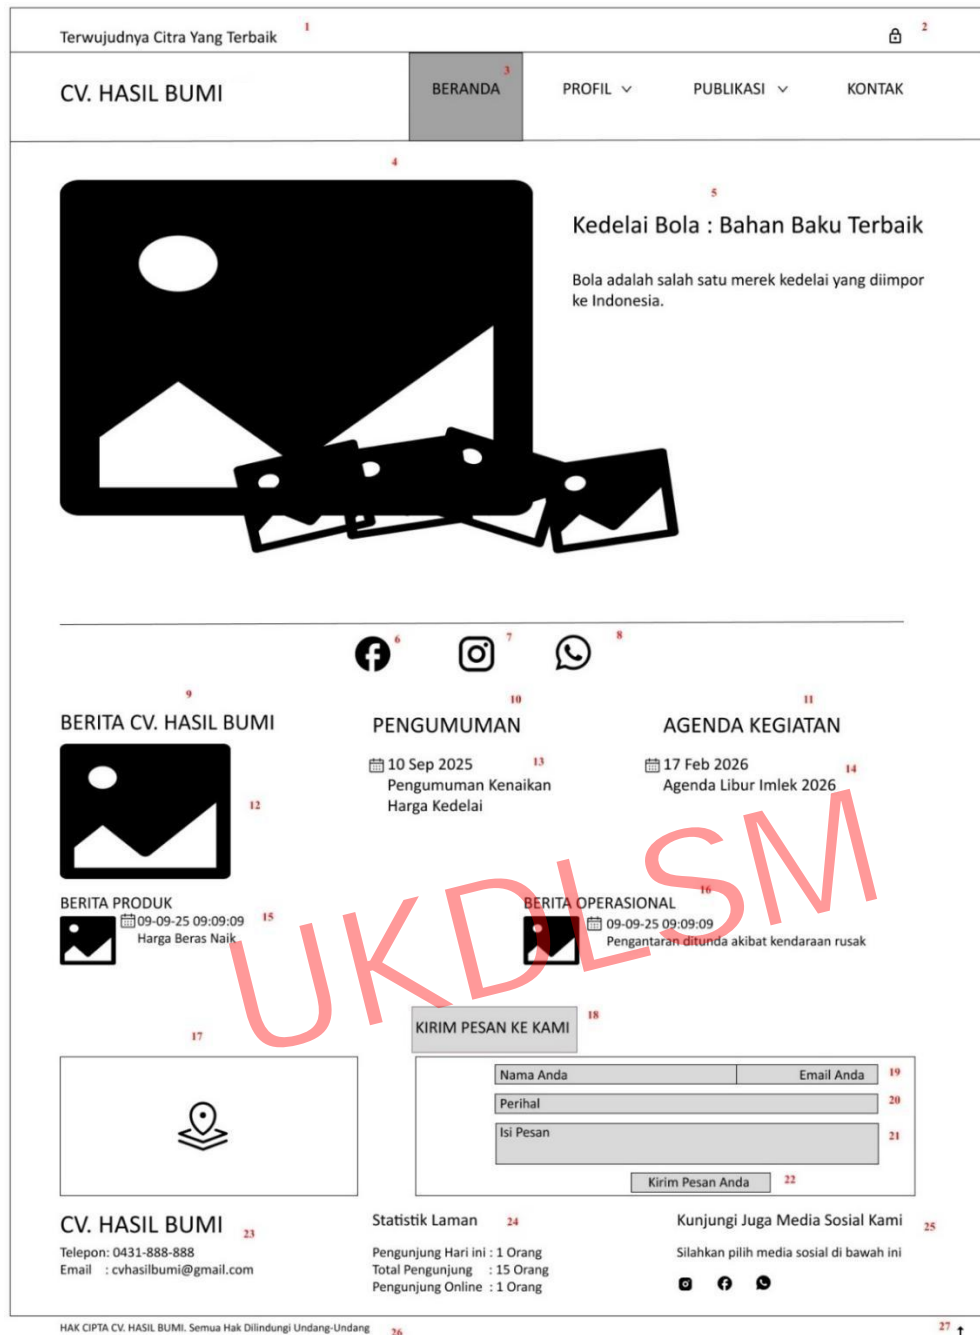 Terwujudnya Citra Yang Terbaik 1 2
CV. HASIL BUMI BERANDA 3 PROFIL PUBLIKASI KONTAK
4
5
Kedelai Bola : Bahan Baku Terbaik
Bola adalah salah satu merek kedelai yang diimpor
ke Indonesia.
6 7 8
9 10 11
BERITA CV. HASIL BUMI PENGUMUMAN AGENDA KEGIATAN
10 Sep 2025 13 17 Feb 2026 14
Pengumuman Kenaikan Agenda Libur Imlek 2026
Harga Kedelai
12
UKDLSM
16
BERITA PRODUK BERITA OPERASIONAL
09-09-25 09:09:09 15 09-09-25 09:09:09
Harga Beras Naik Pengantaran ditunda akibat kendaraan rusak
17 KIRIM PESAN KE KAMI 18
Nama Anda Email Anda 19
Perihal 20
Isi Pesan 21
Kirim Pesan Anda 22
CV. HASIL BUMI 23 Statistik Laman 24 Kunjungi Juga Media Sosial Kami 25
Telepon: 0431-888-888 Pengunjung Hari ini : 1 Orang Silahkan pilih media sosial di bawah ini
Email : cvhasilbumi@gmail.com Total Pengunjung : 15 Orang
Pengunjung Online : 1 Orang
HAK CIPTA CV. HASIL BUMI. Semua Hak Dilindungi Undang-Undang 26 27